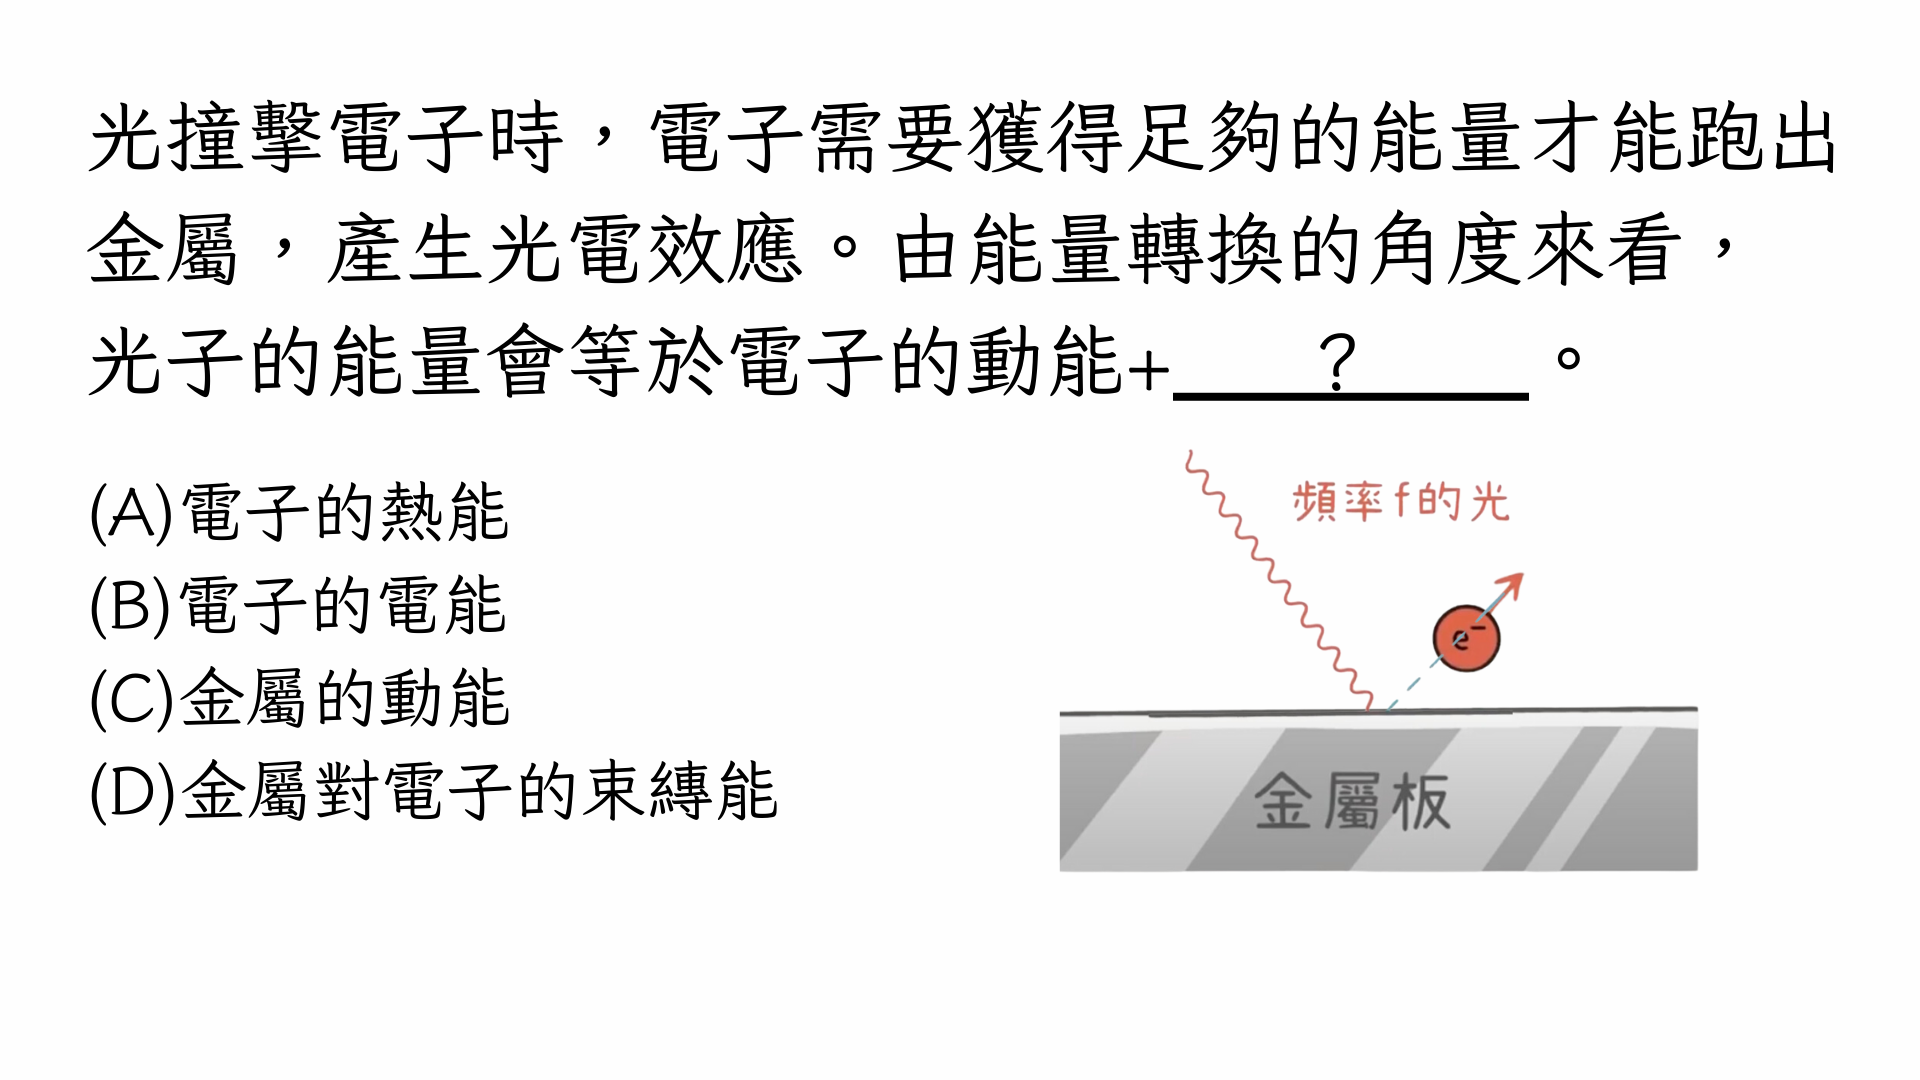 光撞擊電子時，電子需要獲得足夠的能量才能跑出
金屬，產生光電效應。由能量轉換的角度來看，
光子的能量會等於電子的動能+＿＿？＿＿。
(A)電子的熱能
(B)電子的電能
(C)金屬的動能
(D)金屬對電子的束縛能
頻率f的光
e⁻
金屬板